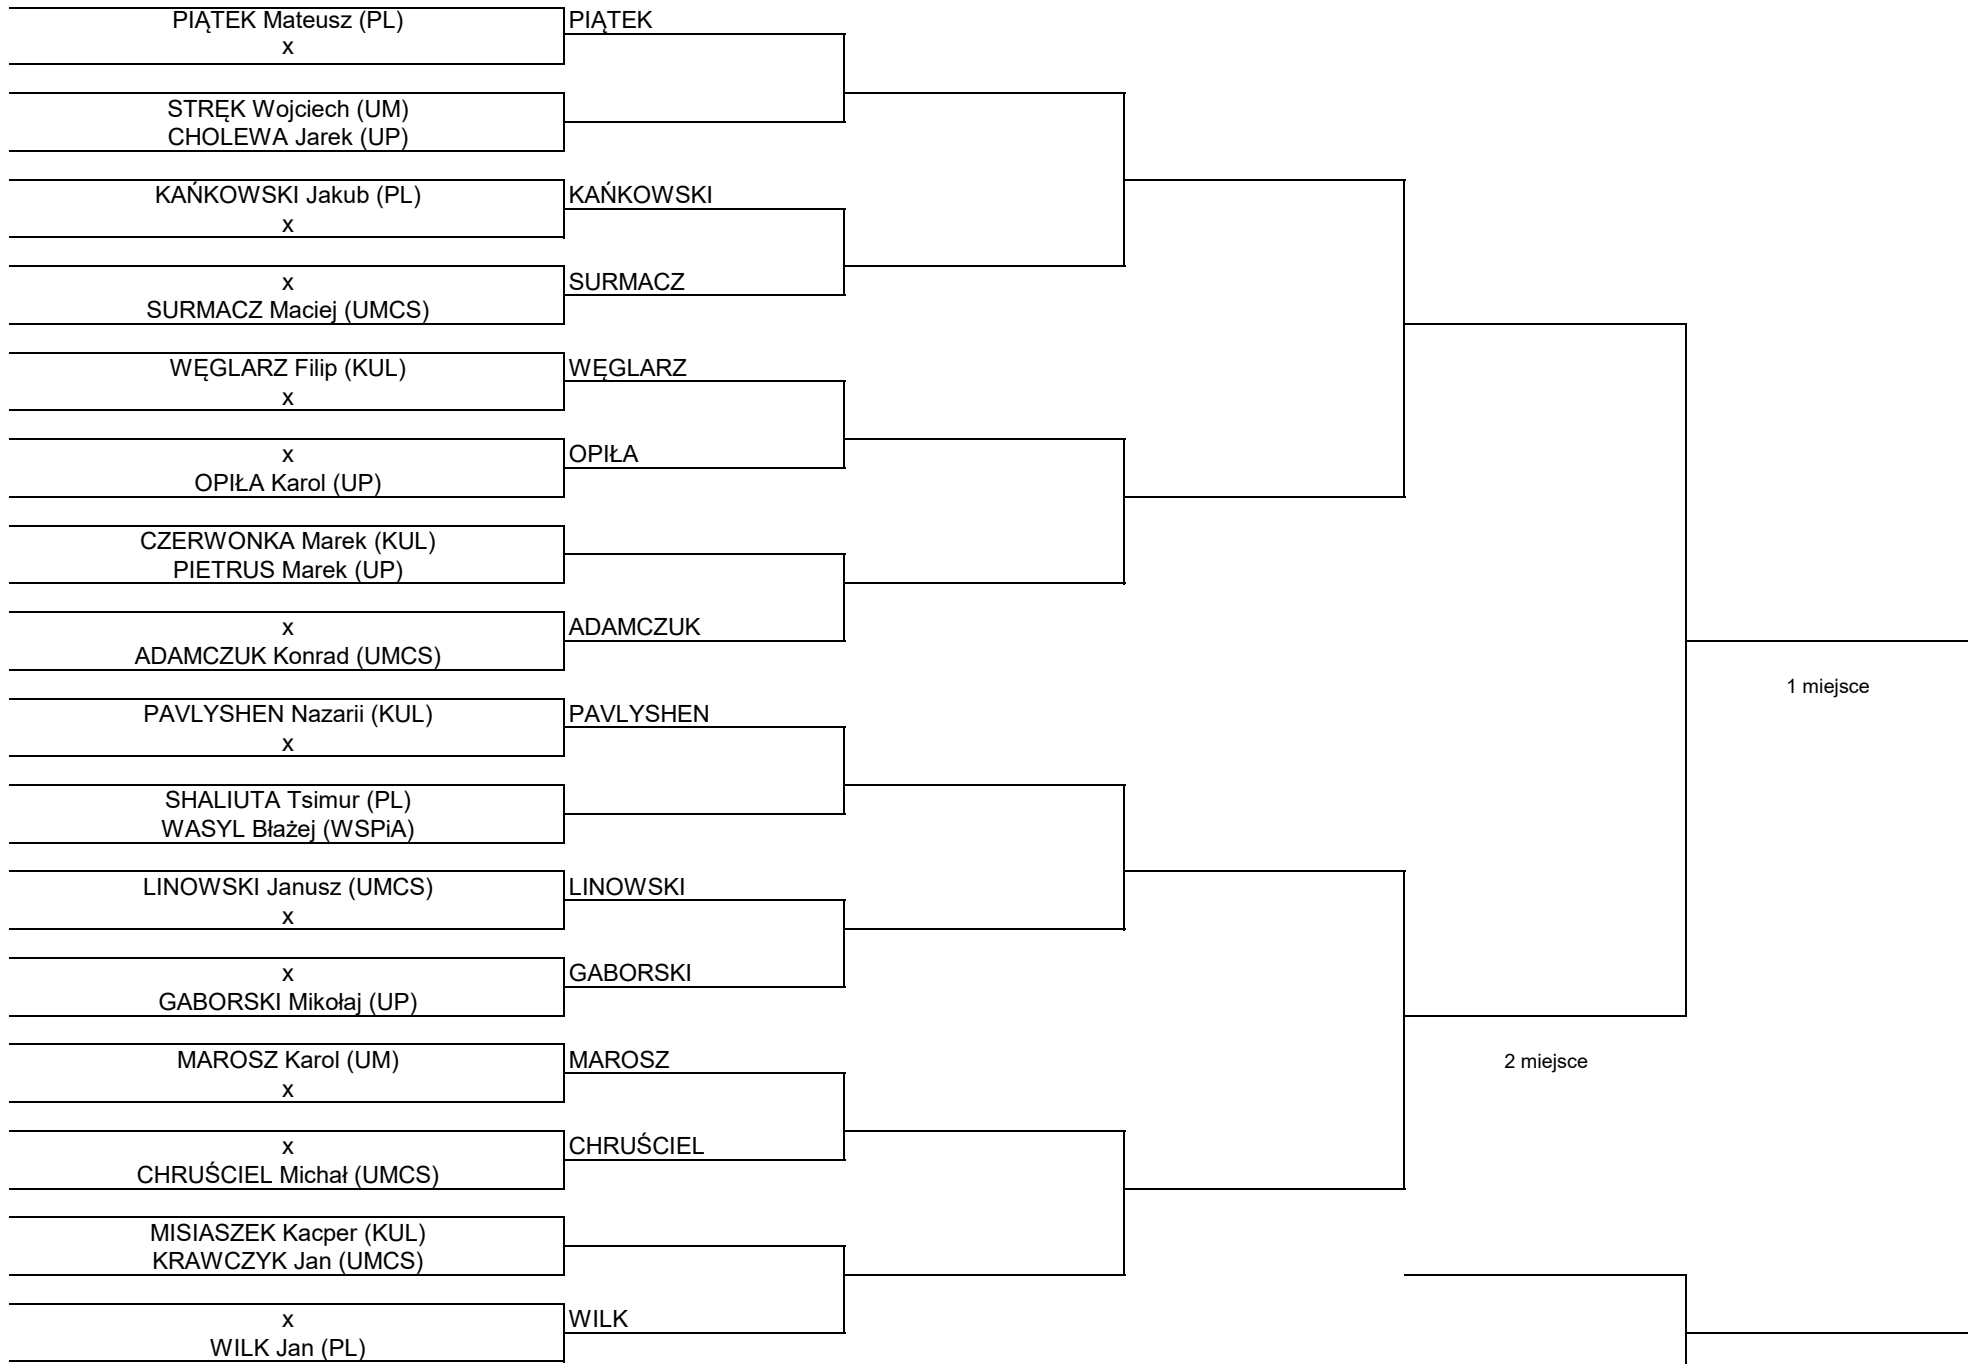 PIĄTEK Mateusz (PL)
x
PIĄTEK
STRĘK Wojciech (UM)
CHOLEWA Jarek (UP)
KAŃKOWSKI Jakub (PL)
x
KAŃKOWSKI
x
SURMACZ Maciej (UMCS)
SURMACZ
WĘGLARZ Filip (KUL)
x
WĘGLARZ
x
OPIŁA Karol (UP)
OPIŁA
CZERWONKA Marek (KUL)
PIETRUS Marek (UP)
x
ADAMCZUK Konrad (UMCS)
ADAMCZUK
1 miejsce
PAVLYSHEN Nazarii (KUL)
x
PAVLYSHEN
SHALIUTA Tsimur (PL)
WASYL Błażej (WSPiA)
LINOWSKI Janusz (UMCS)
x
LINOWSKI
x
GABORSKI Mikołaj (UP)
GABORSKI
MAROSZ Karol (UM)
x
MAROSZ
2 miejsce
x
CHRUŚCIEL Michał (UMCS)
CHRUŚCIEL
MISIASZEK Kacper (KUL)
KRAWCZYK Jan (UMCS)
x
WILK Jan (PL)
WILK